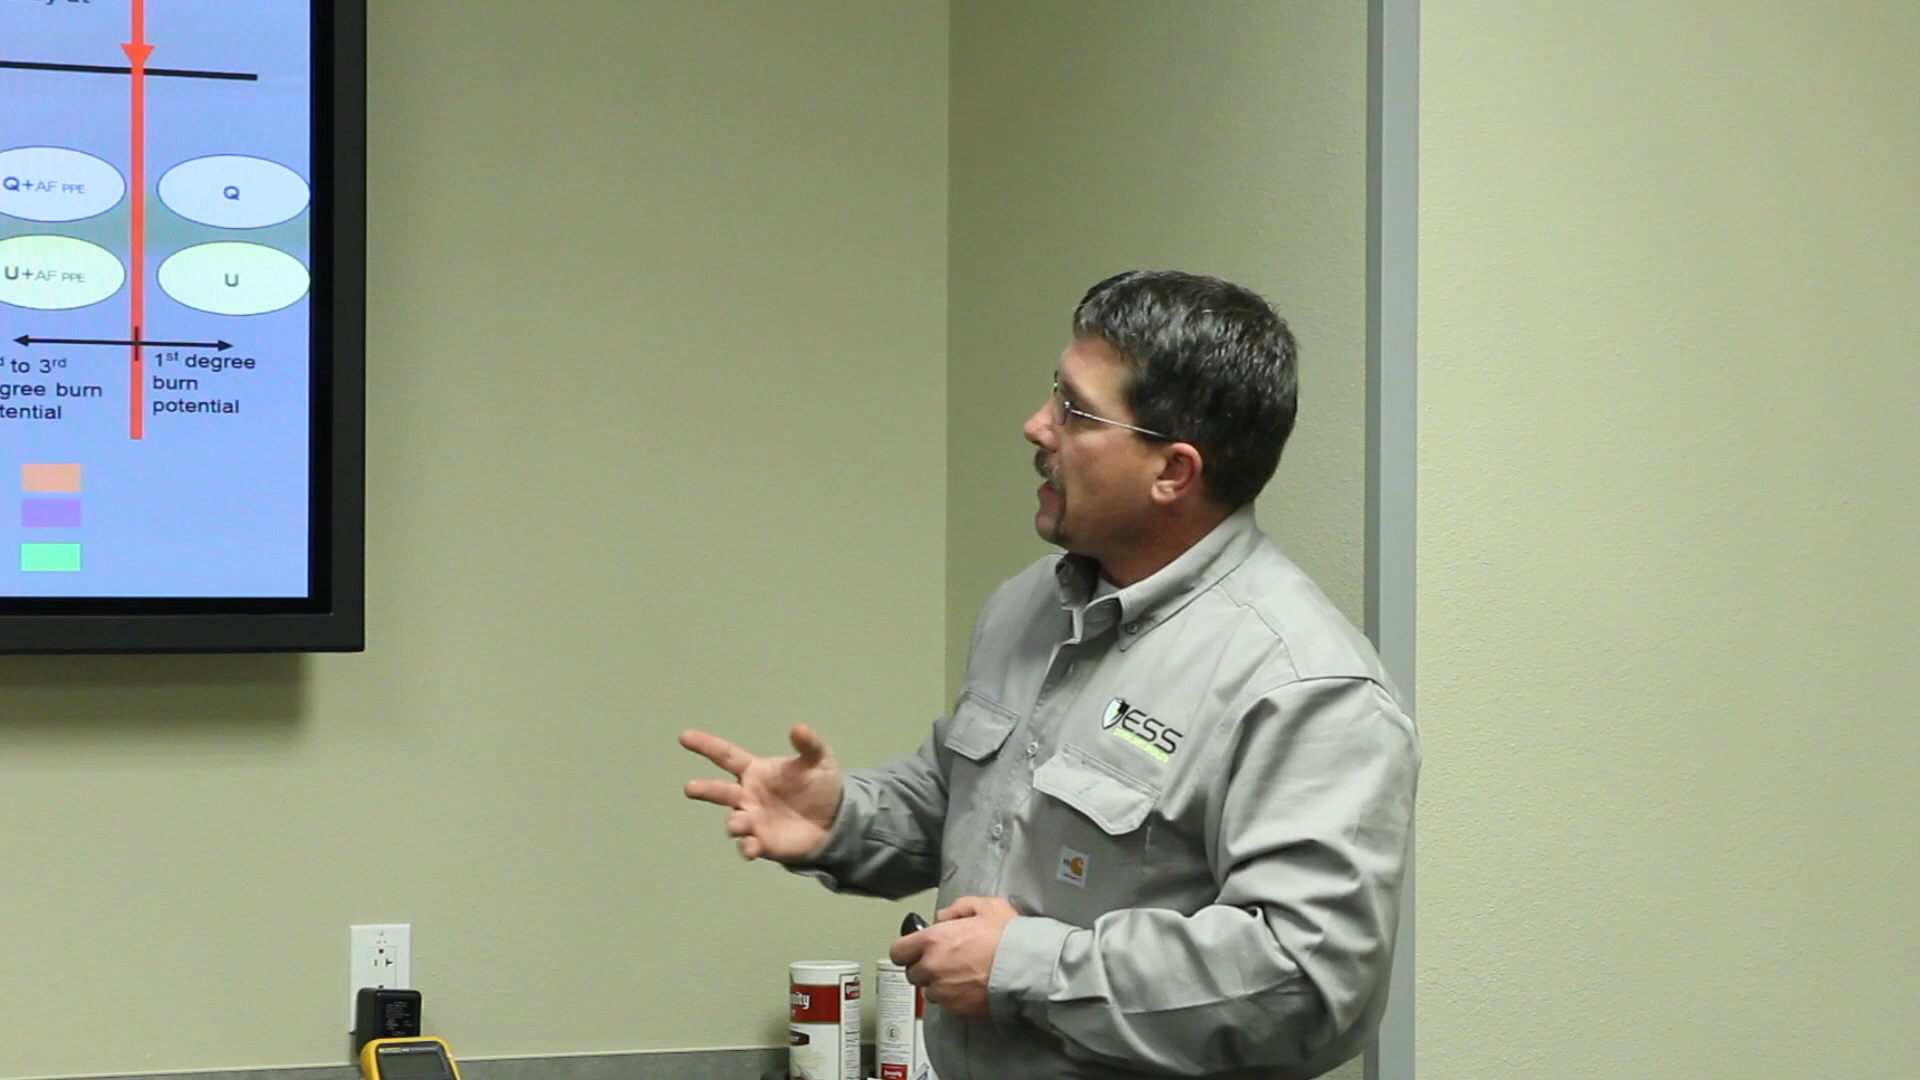 Q+AF PPE
Q
U+AF PPE
U
to 3rd
gree burn
tential
1st degree
burn
potential
ESS